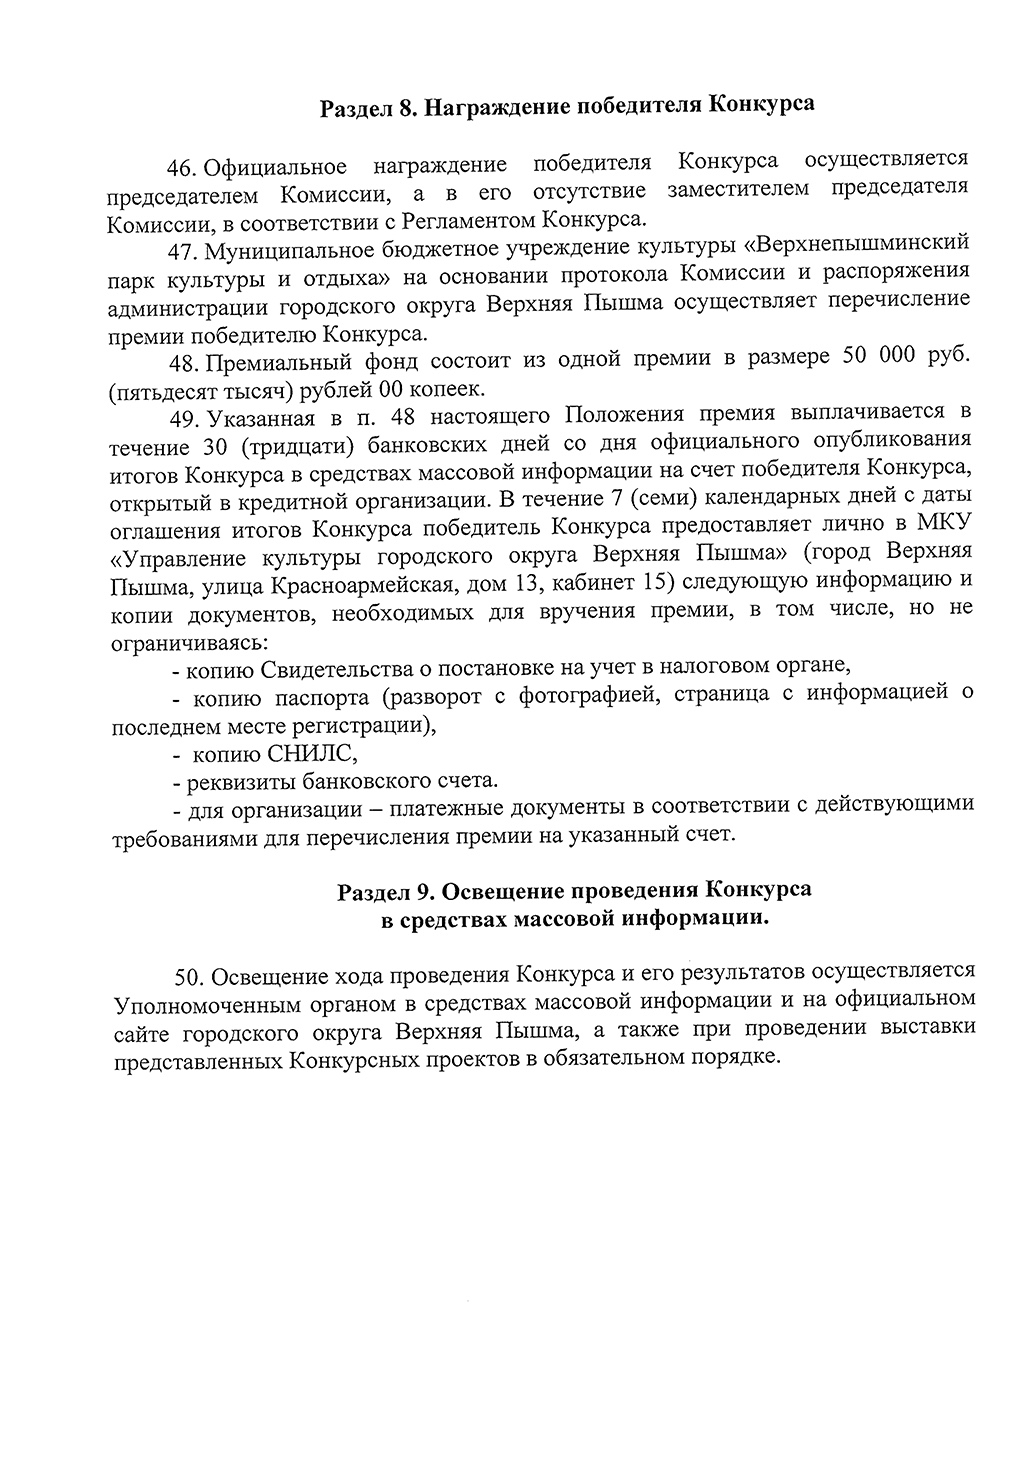 Раздел 8. Награждение победителя Конкурса
46. Официальное награждение победителя Конкурса осуществляется
председателем Комиссии, а в его отсутствие заместителем председателя
Комиссии, в соответствии с Регламентом Конкурса.
47. Муниципальное бюджетное учреждение культуры «Верхнепышминский
парк культуры и отдыха» на основании протокола Комиссии и распоряжения
администрации городского округа Верхняя Пышма осуществляет перечисление
премии победителю Конкурса.
48. Премиальный фонд состоит из одной премии в размере 50 000 руб.
(пятьдесят тысяч) рублей 00 копеек.
49. Указанная в п. 48 настоящего Положения премия выплачивается в
течение 30 (тридцати) банковских дней со дня официального опубликования
итогов Конкурса в средствах массовой информации на счет победителя Конкурса,
открытый в кредитной организации. В течение 7 (семи) календарных дней с даты
оглашения итогов Конкурса победитель Конкурса предоставляет лично в МКУ
«Управление культуры городского округа Верхняя Пышма» (город Верхняя
Пышма, улица Красноармейская, дом 13, кабинет 15) следующую информацию и
копии документов, необходимых для вручения премии, в том числе, но не
ограничиваясь:
- копию Свидетельства о постановке на учет в налоговом органе,
- копию паспорта (разворот с фотографией, страница с информацией о
последнем месте регистрации),
- копию СНИЛС,
- реквизиты банковского счета.
- для организации – платежные документы в соответствии с действующими
требованиями для перечисления премии на указанный счет.
Раздел 9. Освещение проведения Конкурса
в средствах массовой информации.
50. Освещение хода проведения Конкурса и его результатов осуществляется
Уполномоченным органом в средствах массовой информации и на официальном
сайте городского округа Верхняя Пышма, а также при проведении выставки
представленных Конкурсных проектов в обязательном порядке.